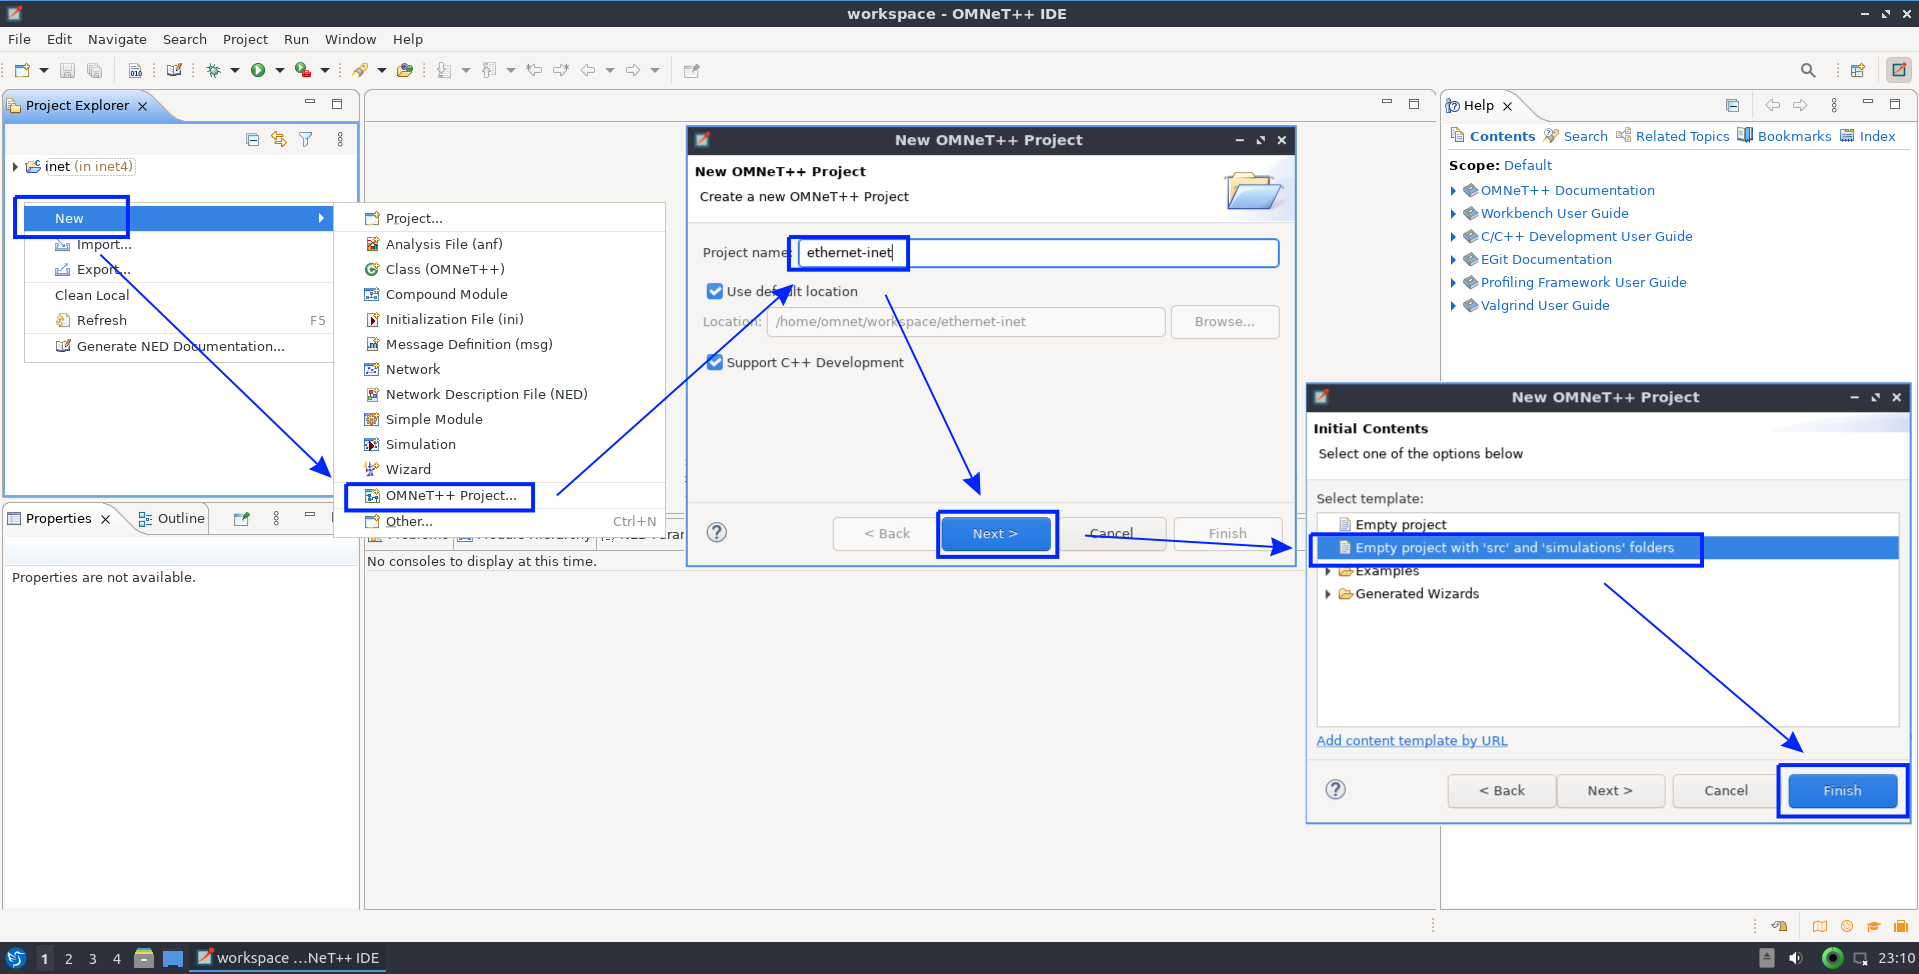 workspace - OMNeT++ IDE
File Edit Navigate Search Project Run Window Help
Project Explorer
inet (in inet4)
New
Import...
Export...
Clean Local
Refresh F5
Generate NED Documentation...
Project...
Analysis File (anf)
Class (OMNeT++)
Compound Module
Initialization File (ini)
Message Definition (msg)
Network
Network Description File (NED)
Simple Module
Simulation
Wizard
OMNeT++ Project...
Other... Ctrl+N
Properties Outline
Properties are not available.
Problems Module Hierarchy NED Parar
No consoles to display at this time.
New OMNeT++ Project
New OMNeT++ Project
Create a new OMNeT++ Project
Project name: ethernet-inet
Use default location
Location: /home/omnet/workspace/ethernet-inet Browse...
Support C++ Development
< Back Next > Cancel Finish
Help
Contents Search Related Topics Bookmarks Index
Scope: Default
OMNeT++ Documentation
Workbench User Guide
C/C++ Development User Guide
EGit Documentation
Profiling Framework User Guide
Valgrind User Guide
New OMNeT++ Project
Initial Contents
Select one of the options below
Select template:
Empty project
Empty project with 'src' and 'simulations' folders
Examples
Generated Wizards
Add content template by URL
< Back Next > Cancel Finish
1 2 3 4 workspace ...NeT++ IDE 23:10